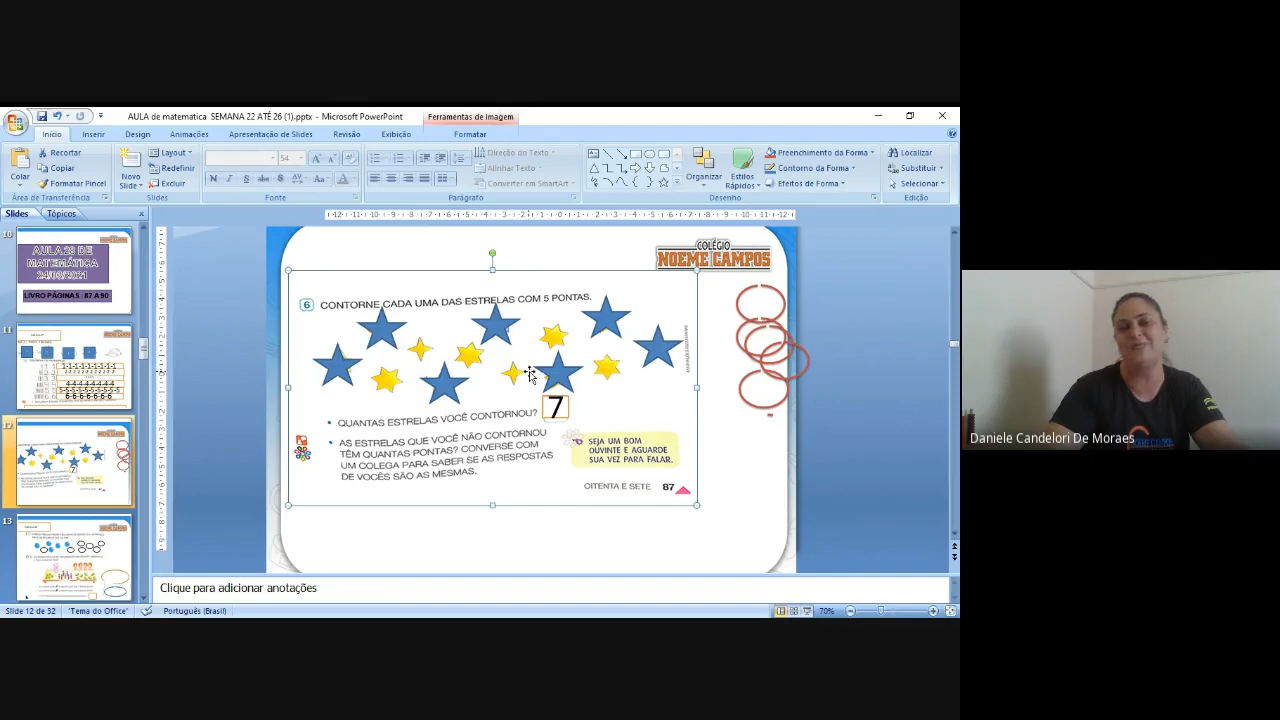 AULA de matematica SEMANA 22 ATÉ 26 (1).pptx - Microsoft PowerPoint
Ferramentas de Imagem
Início Inserir Design Animações Apresentação de Slides Revisão Exibição Formatar
Colar
Recortar
Copiar
Formatar Pincel
Área de Transferência
Novo Slide
Layout
Redefinir
Excluir
Slides
54
Fonte
Direção do Texto
Alinhar Texto
Converter em SmartArt
Parágrafo
Organizar
Estilos Rápidos
Preenchimento da Forma
Contorno da Forma
Efeitos de Forma
Desenho
Localizar
Substituir
Selecionar
Edição
Slides Tópicos
10
AULA 28 DE
MATEMÁTICA
24/03/2021
LIVRO PÁGINAS : 87 A 90
11
12
13
COLÉGIO
NOEME CAMPOS
6 CONTORNE CADA UMA DAS ESTRELAS COM 5 PONTAS.
• QUANTAS ESTRELAS VOCÊ CONTORNOU? 7
• AS ESTRELAS QUE VOCÊ NÃO CONTORNOU
TÊM QUANTAS PONTAS? CONVERSE COM
UM COLEGA PARA SABER SE AS RESPOSTAS
DE VOCÊS SÃO AS MESMAS.
SEJA UM BOM
OUVINTE E AGUARDE
SUA VEZ PARA FALAR.
OITENTA E SETE 87
Clique para adicionar anotações
Slide 12 de 32 "Tema do Office" Português (Brasil) 70%
Daniele Candelori De Moraes